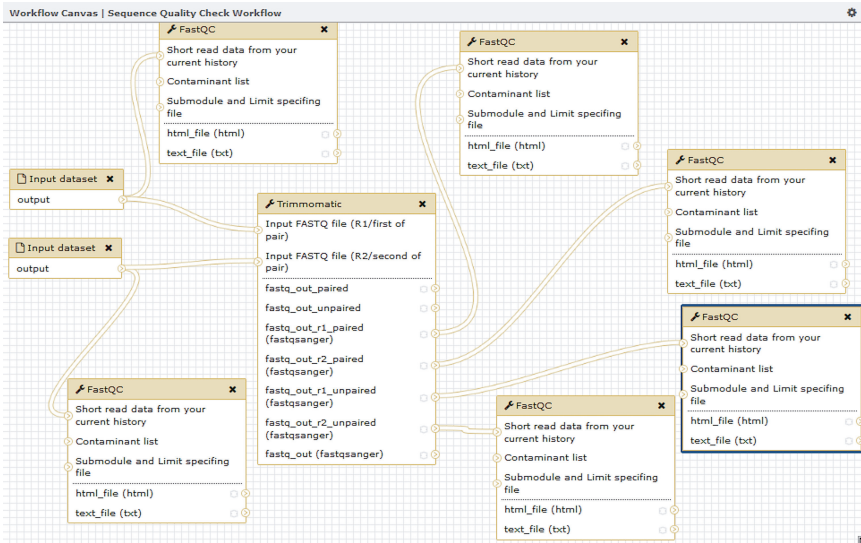 Workflow Canvas | Sequence Quality Check Workflow
FastQC
Short read data from your
current history
Contaminant list
Submodule and Limit specifing
file
html_file (html)
text_file (txt)
FastQC
Short read data from your
current history
Contaminant list
Submodule and Limit specifing
file
html_file (html)
text_file (txt)
FastQC
Short read data from your
current history
Contaminant list
Submodule and Limit specifing
file
html_file (html)
text_file (txt)
Input dataset
output
Input dataset
output
Trimmomatic
Input FASTQ file (R1/first of
pair)
Input FASTQ file (R2/second of
pair)
fastq_out_paired
fastq_out_unpaired
fastq_out_r1_paired
(fastqsanger)
fastq_out_r2_paired
(fastqsanger)
fastq_out_r1_unpaired
(fastqsanger)
fastq_out_r2_unpaired
(fastqsanger)
fastq_out (fastqsanger)
FastQC
Short read data from your
current history
Contaminant list
Submodule and Limit specifing
file
html_file (html)
text_file (txt)
FastQC
Short read data from your
current history
Contaminant list
Submodule and Limit specifing
file
html_file (html)
text_file (txt)
FastQC
Short read data from your
current history
Contaminant list
Submodule and Limit specifing
file
html_file (html)
text_file (txt)